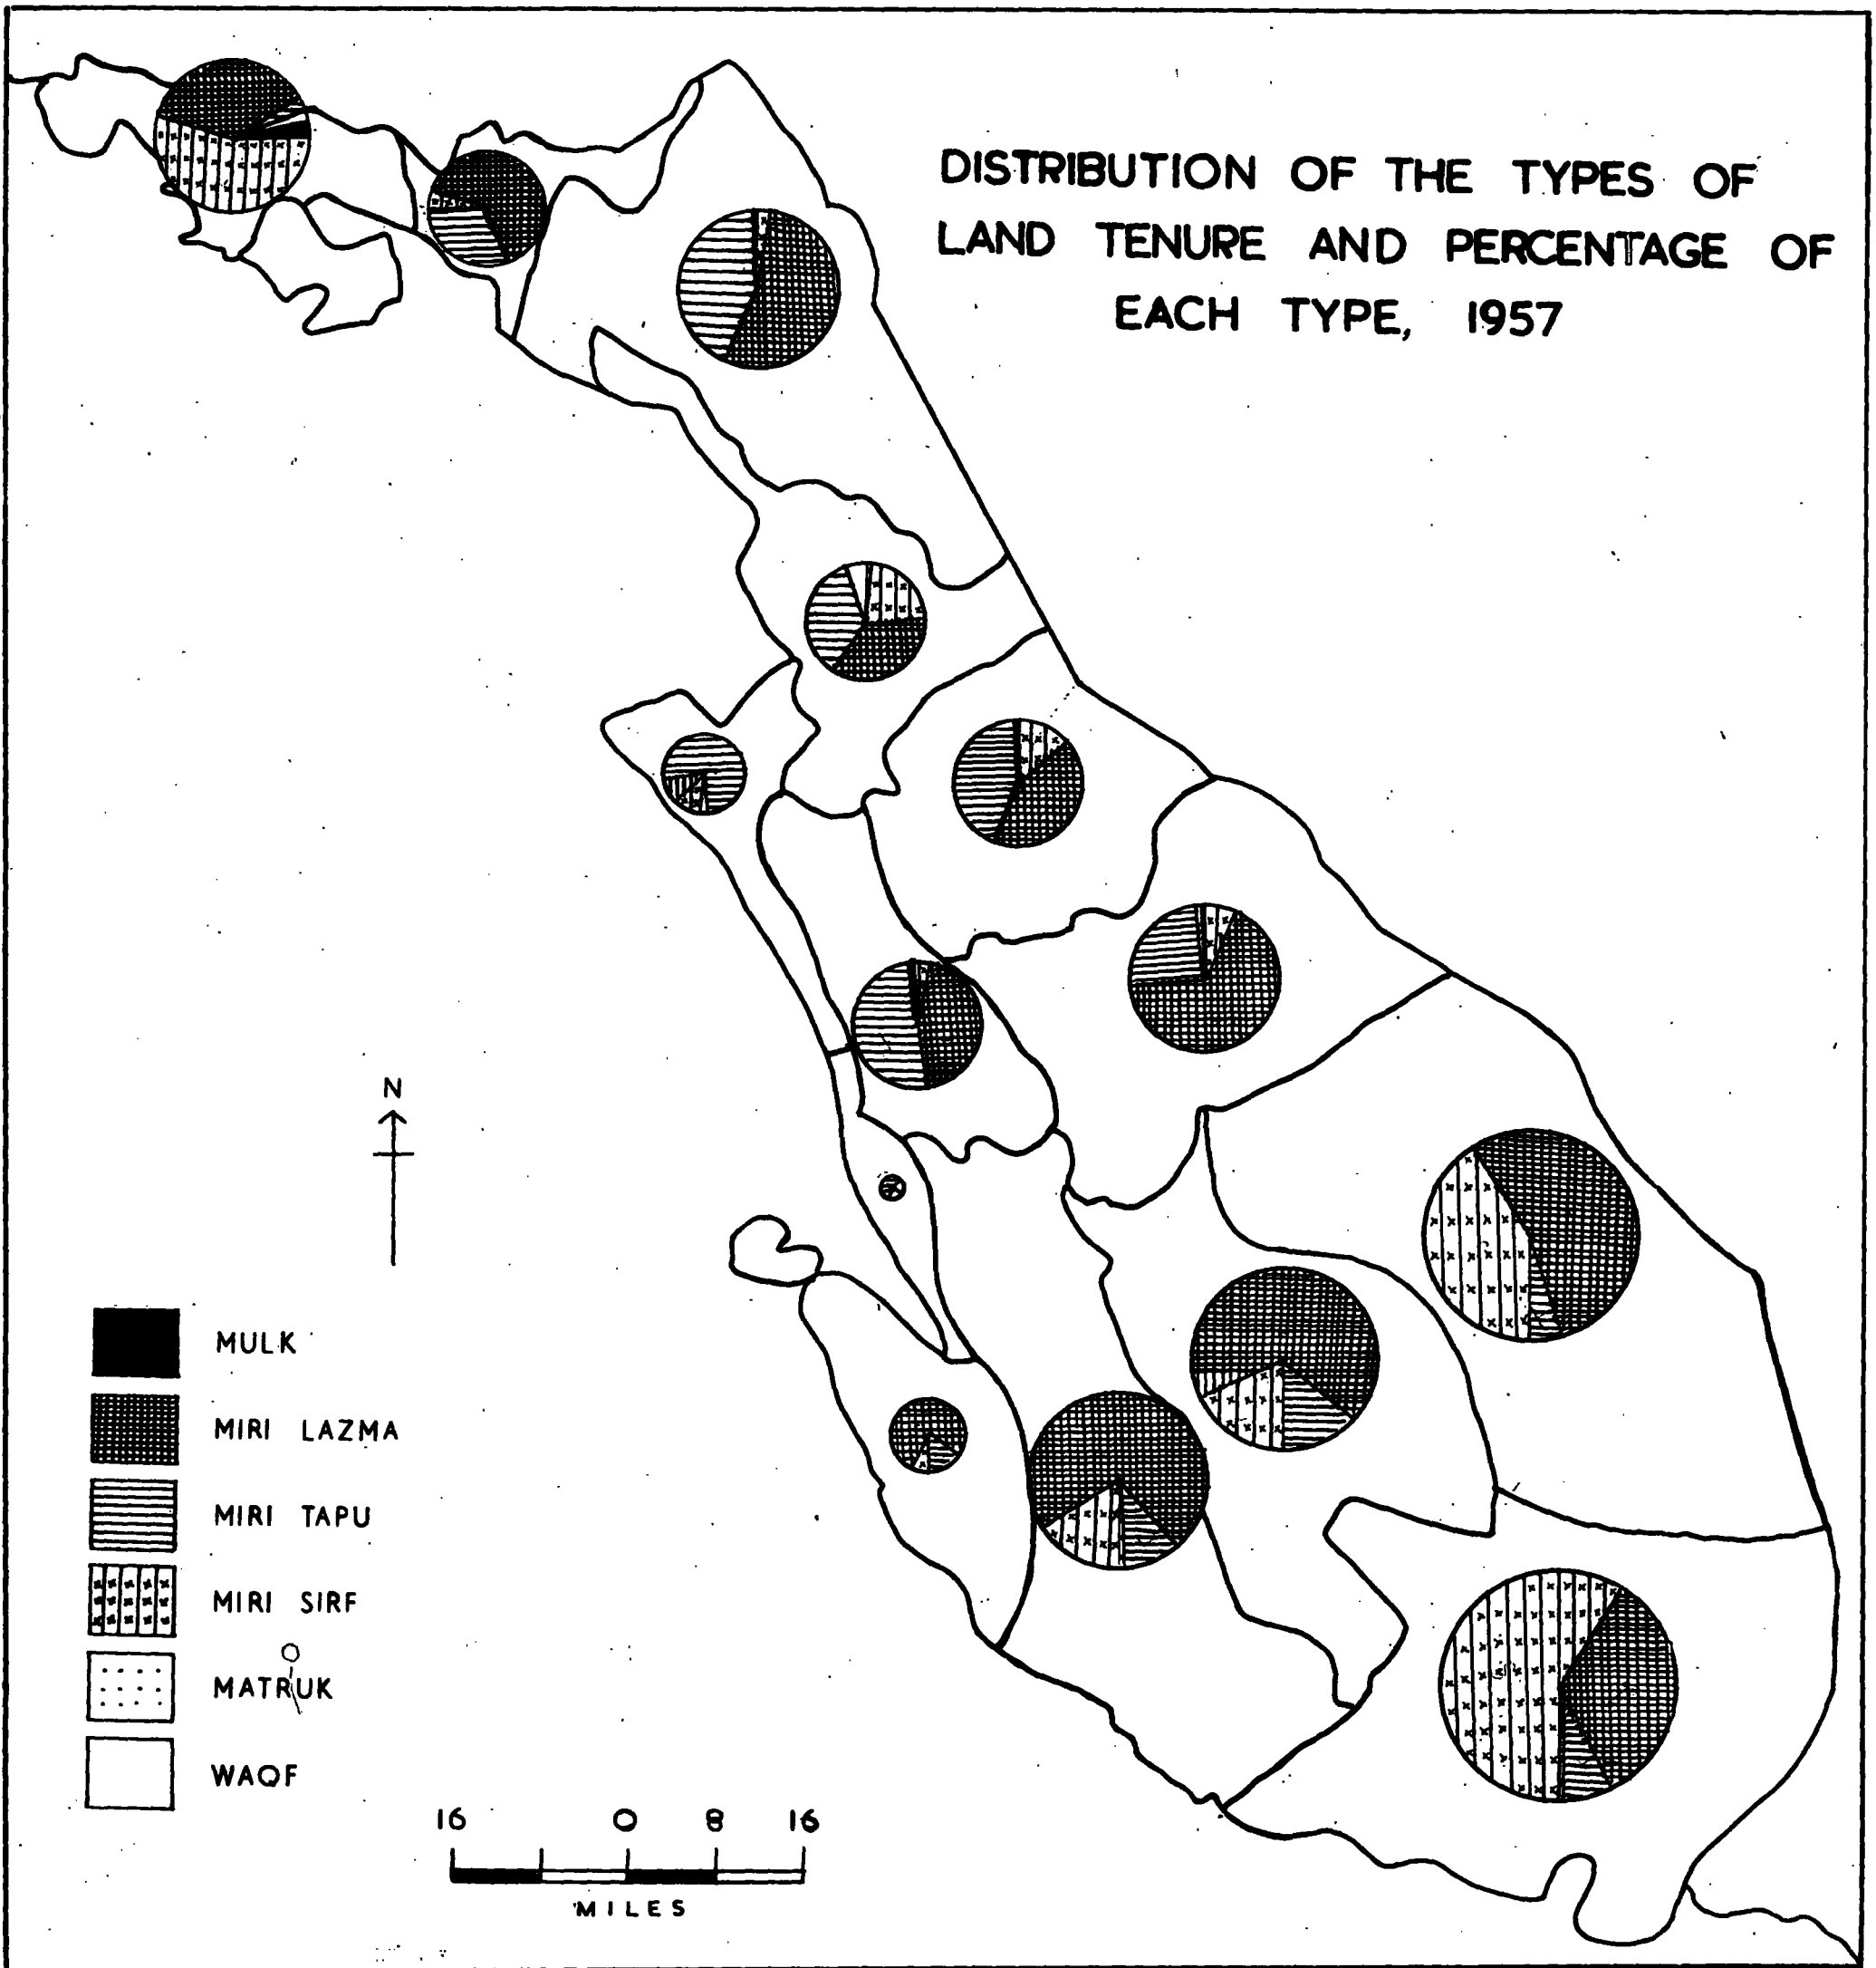 DISTRIBUTION OF THE TYPES OF
LAND TENURE AND PERCENTAGE OF
EACH TYPE, 1957
N
MULK
MIRI LAZMA
MIRI TAPU
MIRI SIRF
MATRUK
WAQF
16 0 8 16
MILES